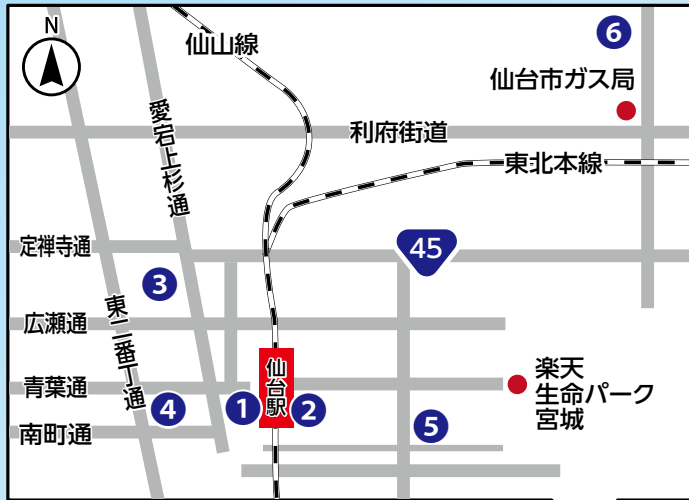 N
仙山線
6
仙台市ガス局
愛宕上杉通
利府街道
東北本線
定禅寺通
45
3
東二番丁通
広瀬通
仙台駅
楽天
生命パーク
宮城
青葉通
4
1
2
5
南町通